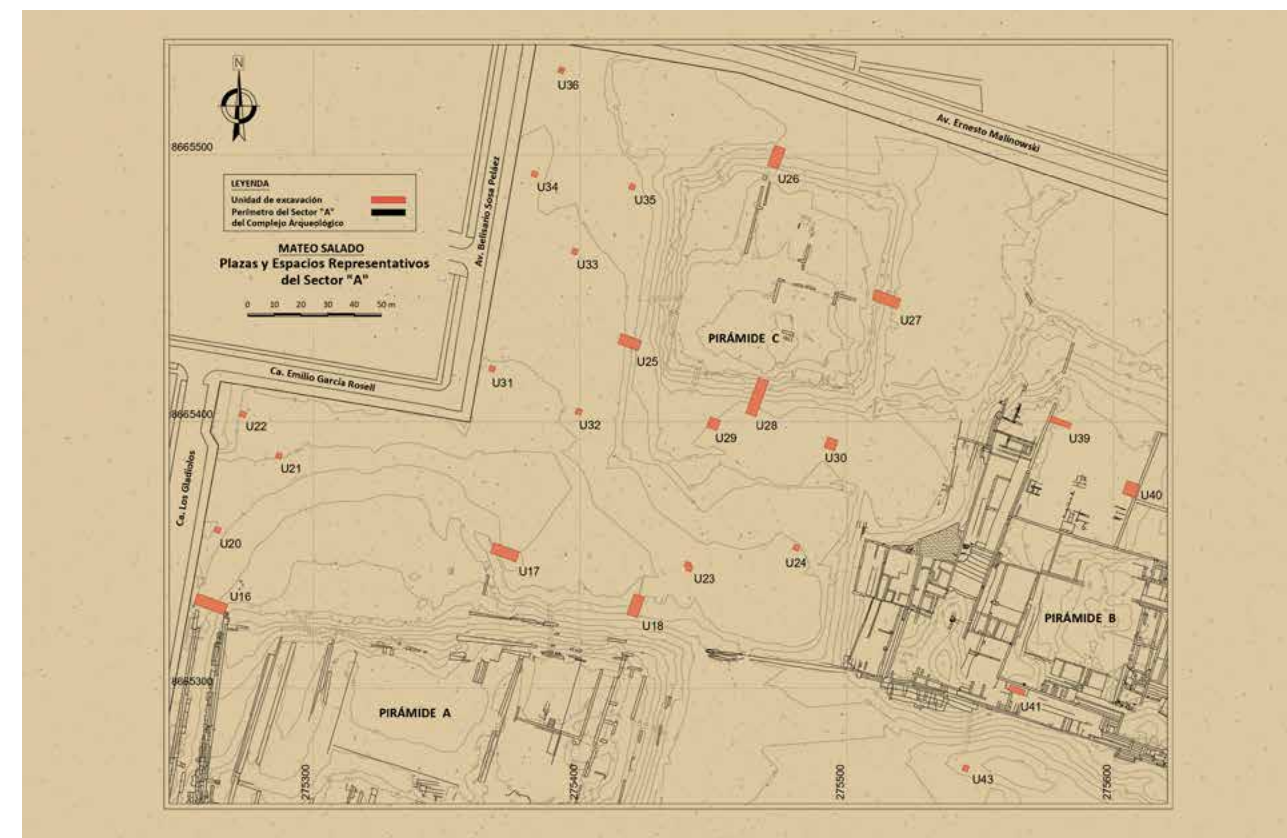 N
U36
Av. Ernesto Malinowski
8665500
Av. Belisario Sosa Peláez
U26
LEYENDA
Unidad de excavación
Perímetro del Sector "A"
del Complejo Arqueológico
U34
U35
MATEO SALADO
Plazas y Espacios Representativos
del Sector "A"
0 10 20 30 40 50 m
U33
U27
PIRÁMIDE C
U25
Ca. Emilio García Rosell
U31
8665400
U22
U32
U29
U28
U30
U39
U21
Ca. Los Gladiolos
U40
U20
U17
U23
U24
U16
U18
PIRÁMIDE B
8665300
PIRÁMIDE A
U41
U43
275300
275400
275500
275600